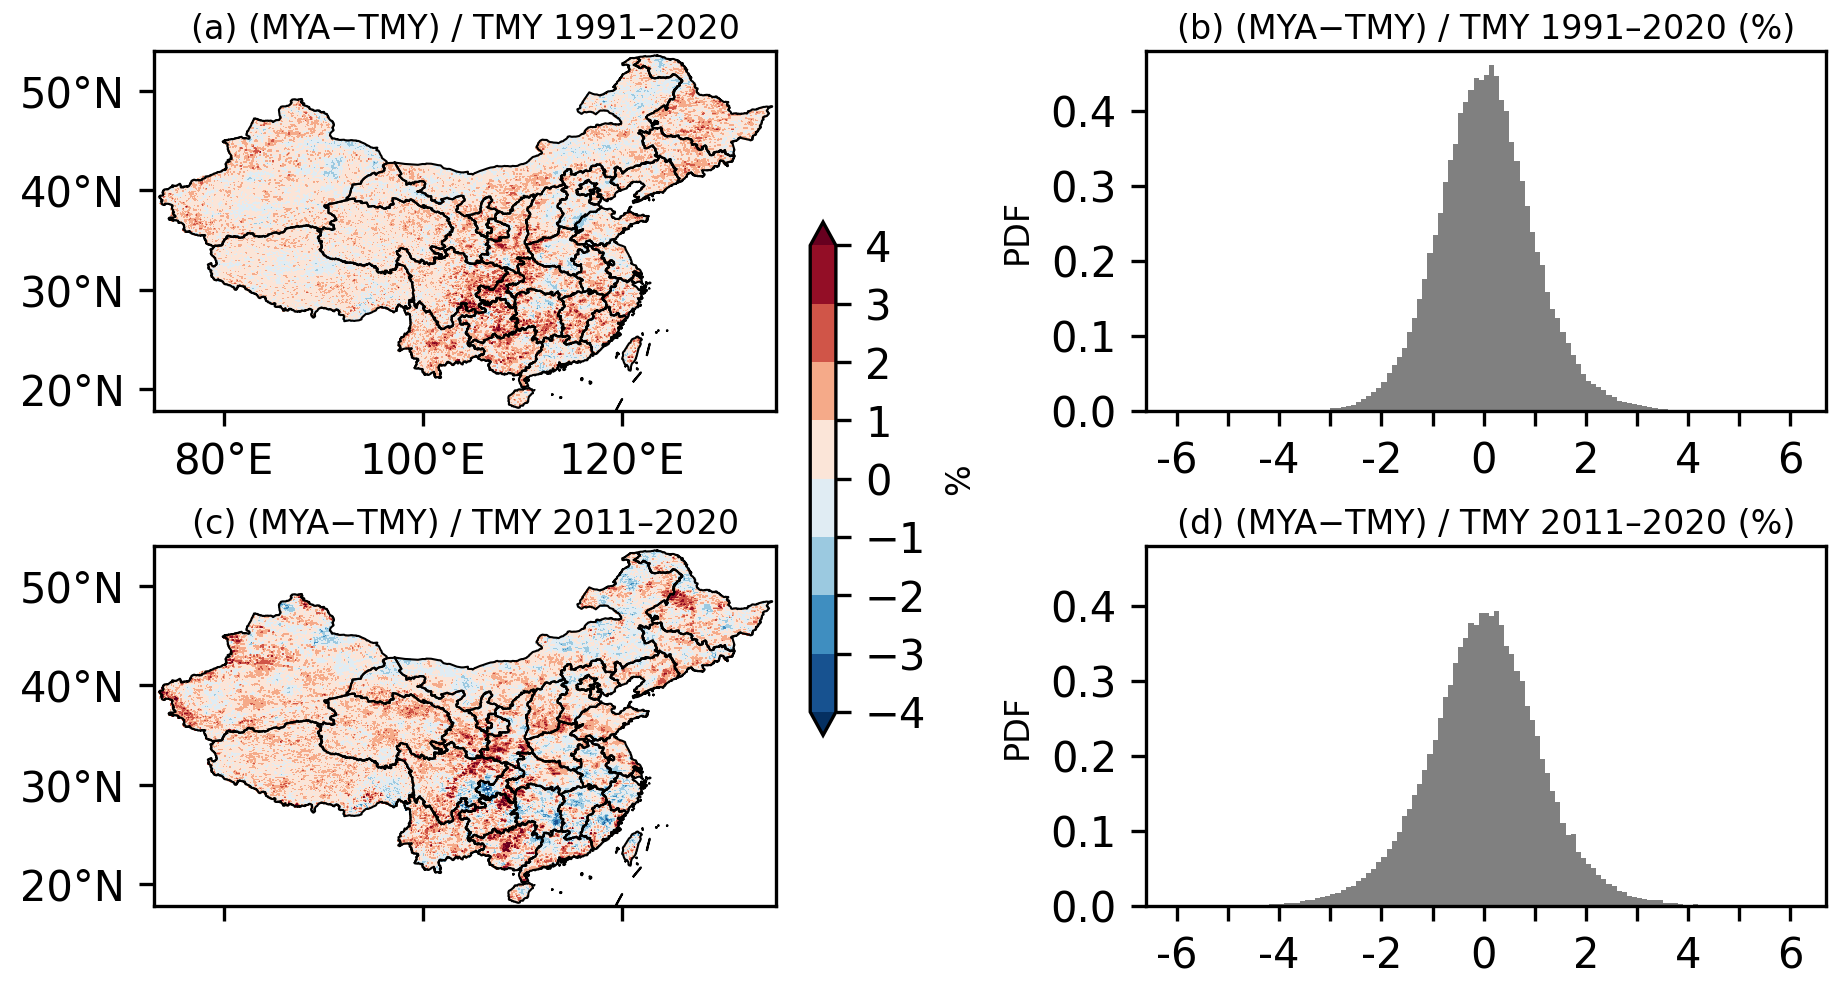 (a) (MYA−TMY) / TMY 1991–2020
50°N
40°N
30°N
20°N
80°E 100°E 120°E
(b) (MYA−TMY) / TMY 1991–2020 (%)
PDF
0.4
0.3
0.2
0.1
0.0
-6 -4 -2 0 2 4 6
4
3
2
1
0
−1
−2
−3
−4
%
(c) (MYA−TMY) / TMY 2011–2020
50°N
40°N
30°N
20°N
(d) (MYA−TMY) / TMY 2011–2020 (%)
PDF
0.4
0.3
0.2
0.1
0.0
-6 -4 -2 0 2 4 6